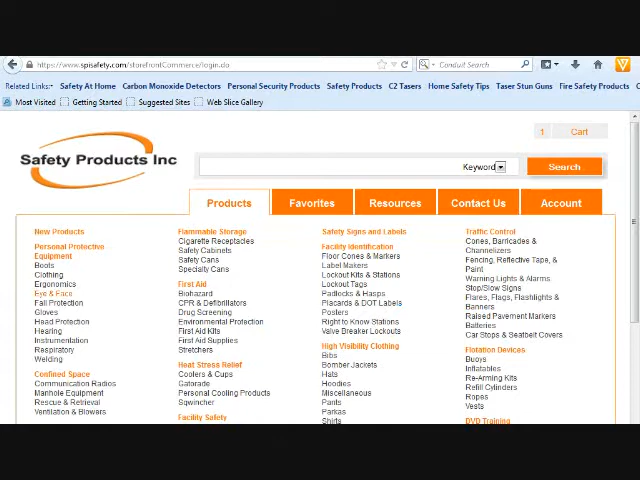 https://www.spisafety.com/storefrontCommerce/login.do
Conduit Search
Related Links:
Safety At Home
Carbon Monoxide Detectors
Personal Security Products
Safety Products
C2 Tasers
Home Safety Tips
Taser Stun Guns
Fire Safety Products
Most Visited
Getting Started
Suggested Sites
Web Slice Gallery
1
Cart
Safety Products Inc
Keyword
Search
Products
Favorites
Resources
Contact Us
Account
New Products
Personal Protective
Equipment
Boots
Clothing
Ergonomics
Eye & Face
Fall Protection
Gloves
Head Protection
Hearing
Instrumentation
Respiratory
Welding
Confined Space
Communication Radios
Manhole Equipment
Rescue & Retrieval
Ventilation & Blowers
Flammable Storage
Cigarette Receptacles
Safety Cabinets
Safety Cans
Specialty Cans
First Aid
Biohazard
CPR & Defibrillators
Drug Screening
Environmental Protection
First Aid Kits
First Aid Supplies
Stretchers
Heat Stress Relief
Coolers & Cups
Gatorade
Personal Cooling Products
Sqwincher
Facility Safety
Safety Signs and Labels
Facility Identification
Floor Cones & Markers
Label Makers
Lockout Kits & Stations
Lockout Tags
Padlocks & Hasps
Placards & DOT Labels
Posters
Right to Know Stations
Valve Breaker Lockouts
High Visibility Clothing
Bibs
Bomber Jackets
Hats
Hoodies
Miscellaneous
Pants
Parkas
Shirts
Traffic Control
Cones, Barricades &
Channelizers
Fencing, Reflective Tape, &
Paint
Warning Lights & Alarms
Stop/Slow Signs
Flares, Flags, Flashlights &
Banners
Raised Pavement Markers
Batteries
Car Stops & Seatbelt Covers
Flotation Devices
Buoys
Inflatables
Re-Arming Kits
Refill Cylinders
Ropes
Vests
DVD Training